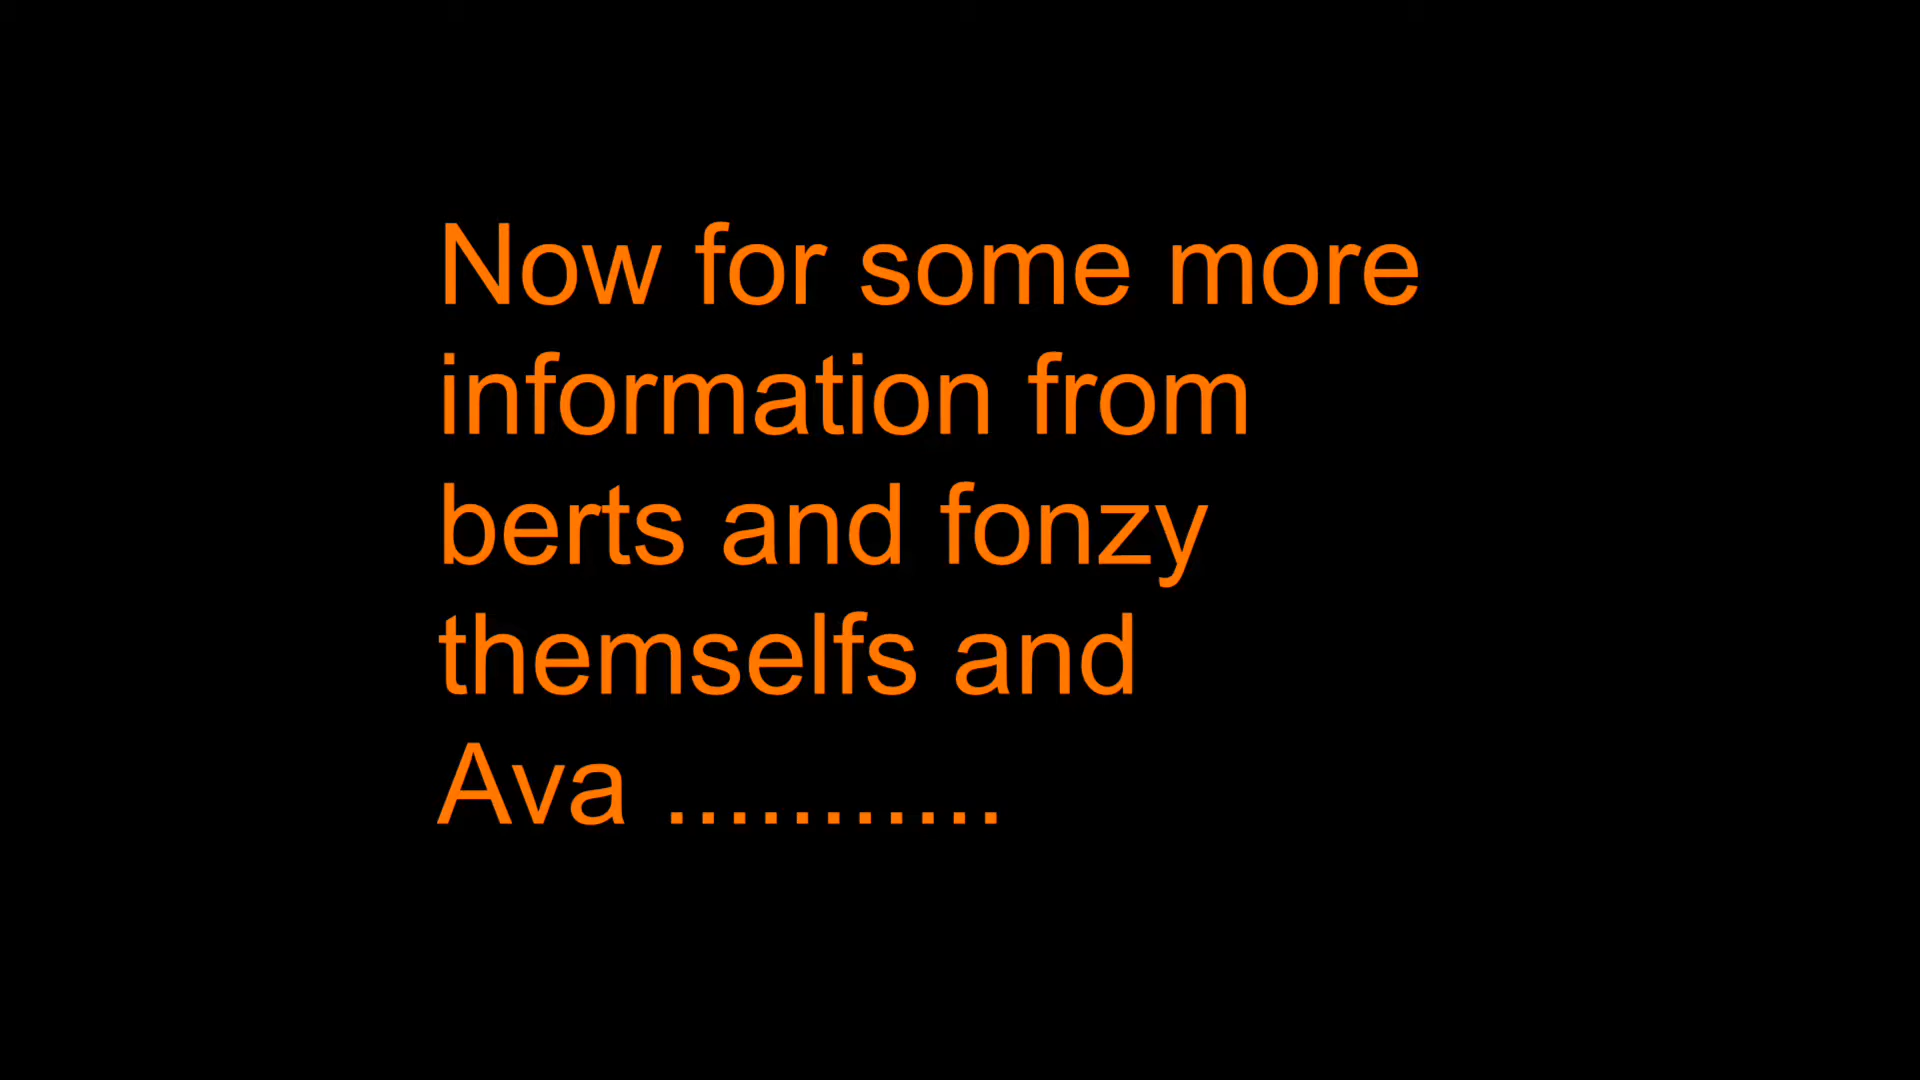 Now for some more
information from
berts and fonzy
themselfs and
Ava ...........